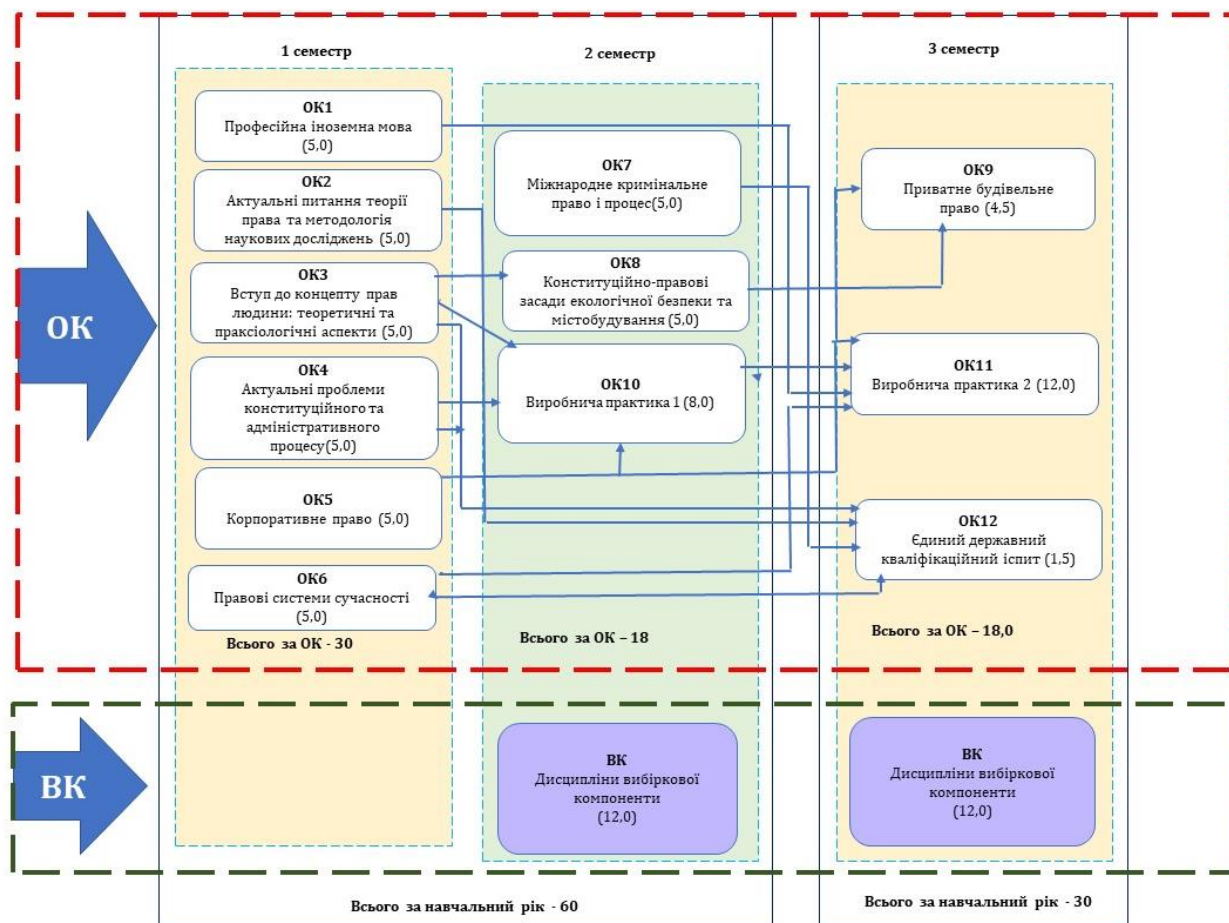 1 семестр
2 семестр
3 семестр
ОК
ОК1
Професійна іноземна мова
(5,0)
ОК2
Актуальні питання теорії
права та методологія
наукових досліджень (5,0)
ОК3
Вступ до концепту прав
людини: теоретичні та
праксіологічні аспекти (5,0)
ОК4
Актуальні проблеми
конституційного та
адміністративного
процесу(5,0)
ОК5
Корпоративне право (5,0)
ОК6
Правові системи сучасності
(5,0)
Всього за ОК - 30
ОК7
Міжнародне кримінальне
право і процес(5,0)
ОК8
Конституційно-правові
засади екологічної безпеки та
містобудування (5,0)
ОК10
Виробнича практика 1 (8,0)
Всього за ОК – 18
ОК9
Приватне будівельне
право (4,5)
ОК11
Виробнича практика 2 (12,0)
ОК12
Єдиний державний
кваліфікаційний іспит (1,5)
Всього за ОК – 18,0
ВК
ВК
Дисципліни вибіркової
компоненти
(12,0)
ВК
Дисципліни вибіркової
компоненти
(12,0)
Всього за навчальний рік - 60
Всього за навчальний рік - 30